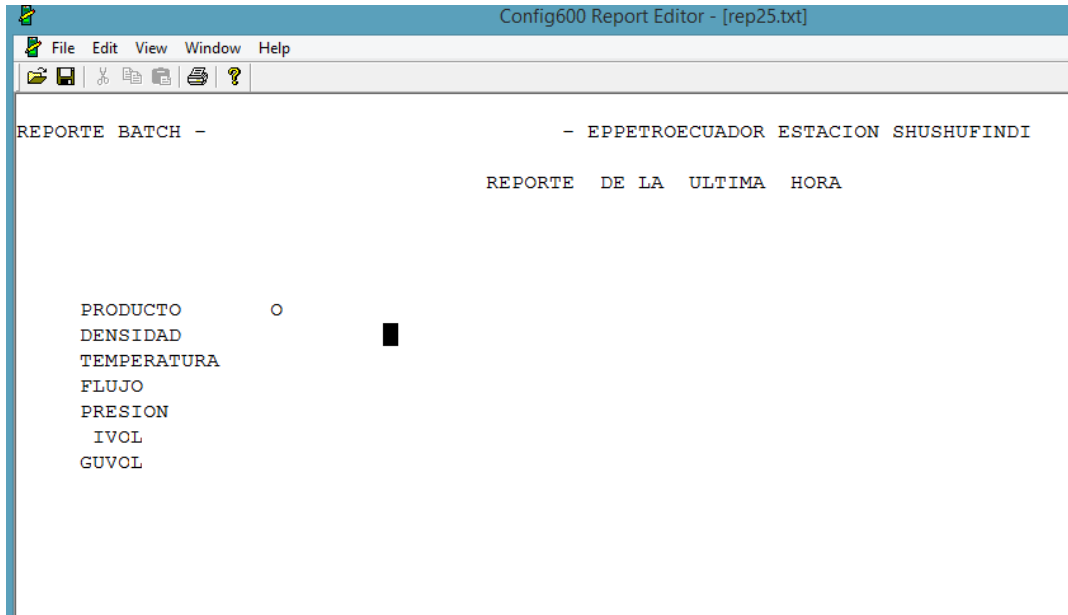 Config600 Report Editor - [rep25.txt]
File Edit View Window Help
REPORTE BATCH - - EPPETROECUADOR ESTACION SHUSHUFINDI
REPORTE DE LA ULTIMA HORA
PRODUCTO O
DENSIDAD
TEMPERATURA
FLUJO
PRESION
IVOL
GUVOL